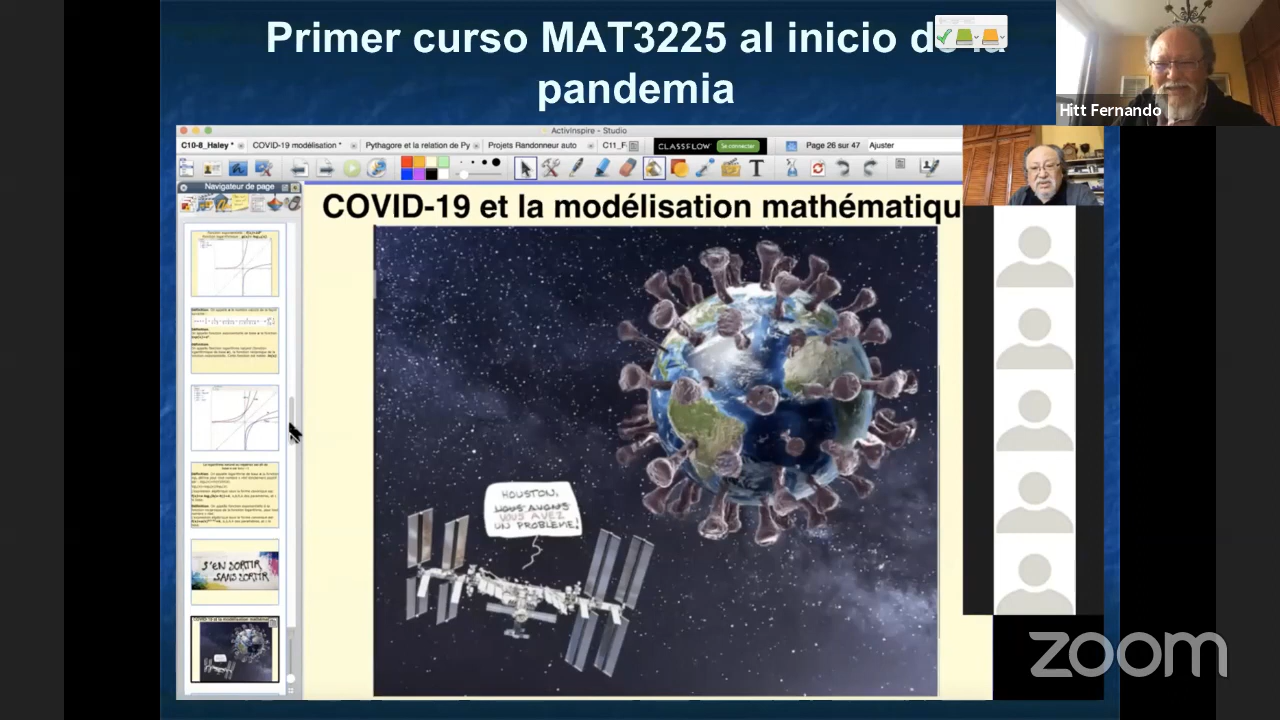 Primer curso MAT3225 al inicio de la
pandemia
Hitt Fernando
ActivInspire - Studio
C10-8_Haley *
COVID-19 modélisation *
Pythagore et la relation de Py
Projets Randonneur auto
C11_F
CLASSFLOW
Se connecter
Page 26 sur 47
Ajuster
Navigateur de page
COVID-19 et la modélisation mathématiqu
S'EN SORTIR
SANS SORTIR
HOUSTON,
NOUS AVONS
VOUS AVEZ
UN PROBLÈME!
zoom